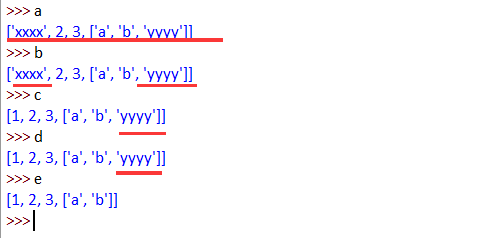 >>> a
['xxxx', 2, 3, ['a', 'b', 'yyyy']]
>>> b
['xxxx', 2, 3, ['a', 'b', 'yyyy']]
>>> c
[1, 2, 3, ['a', 'b', 'yyyy']]
>>> d
[1, 2, 3, ['a', 'b', 'yyyy']]
>>> e
[1, 2, 3, ['a', 'b']]
>>>